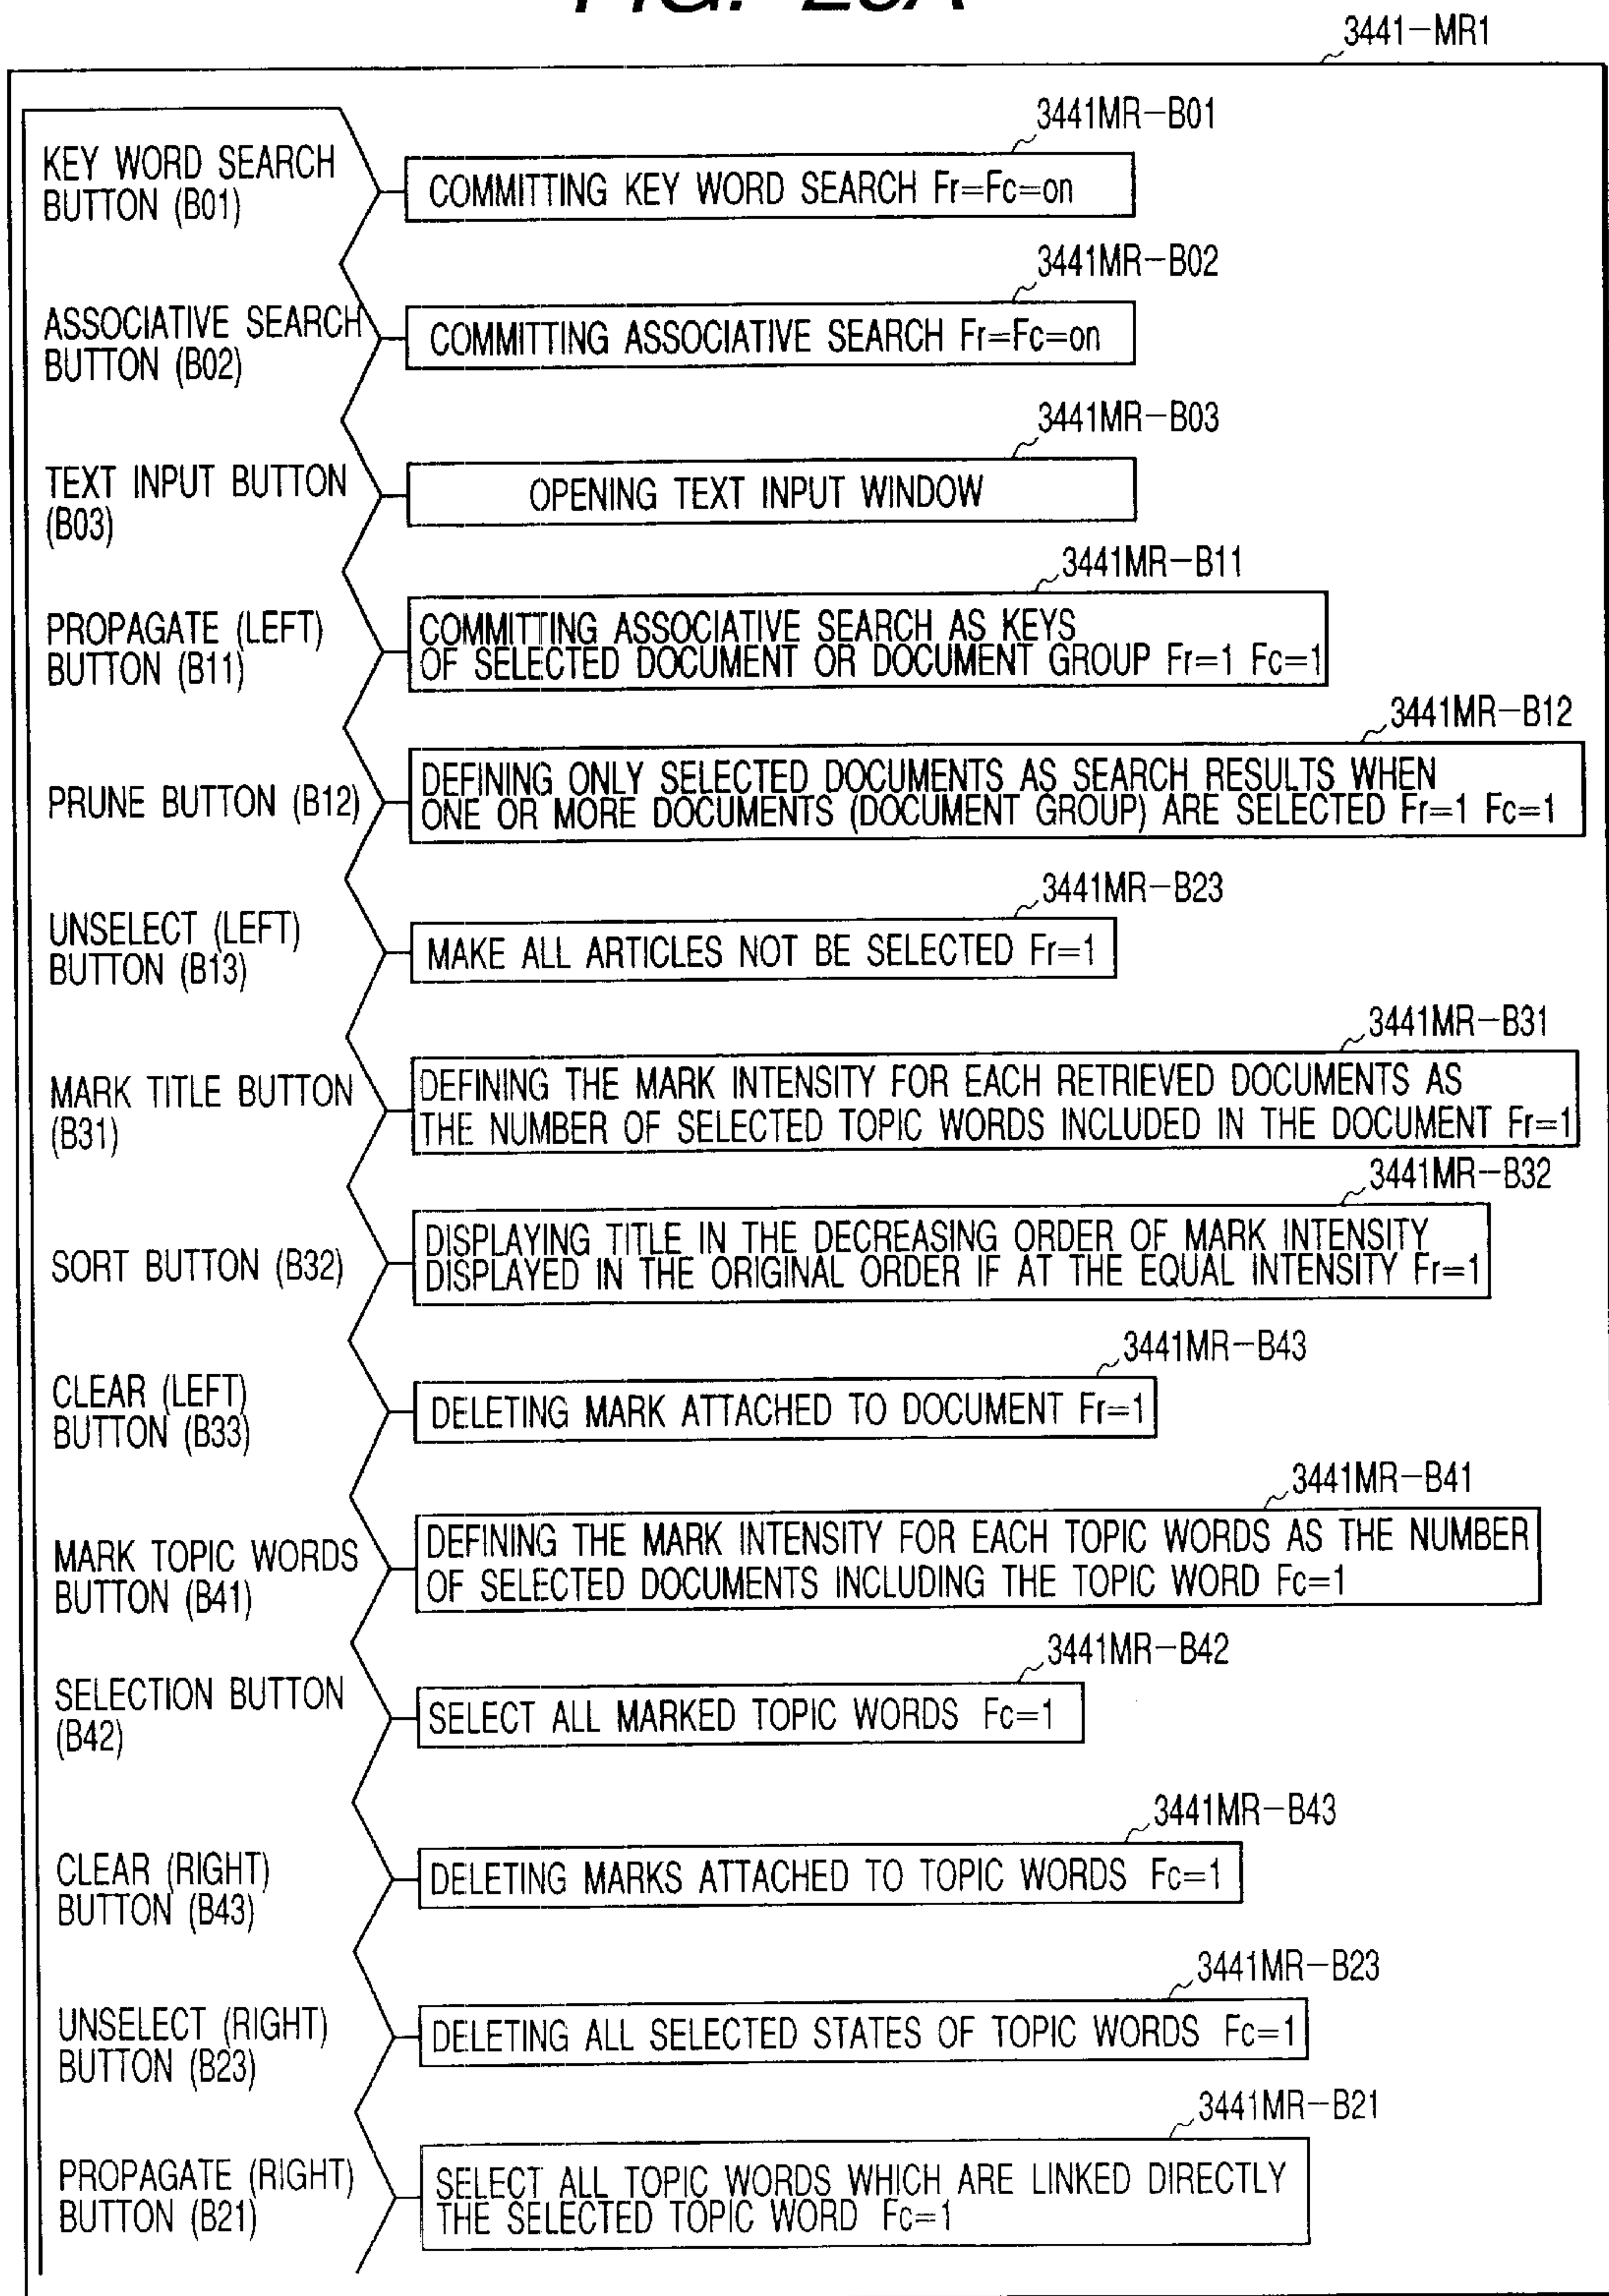 3441-MR1
3441MR-B01
KEY WORD SEARCH
BUTTON (B01)
COMMITTING KEY WORD SEARCH Fr=Fc=on
3441MR-B02
ASSOCIATIVE SEARCH
BUTTON (B02)
COMMITTING ASSOCIATIVE SEARCH Fr=Fc=on
3441MR-B03
TEXT INPUT BUTTON
(B03)
OPENING TEXT INPUT WINDOW
3441MR-B11
PROPAGATE (LEFT)
BUTTON (B11)
COMMITTING ASSOCIATIVE SEARCH AS KEYS
OF SELECTED DOCUMENT OR DOCUMENT GROUP Fr=1 Fc=1
3441MR-B12
PRUNE BUTTON (B12)
DEFINING ONLY SELECTED DOCUMENTS AS SEARCH RESULTS WHEN
ONE OR MORE DOCUMENTS (DOCUMENT GROUP) ARE SELECTED Fr=1 Fc=1
3441MR-B23
UNSELECT (LEFT)
BUTTON (B13)
MAKE ALL ARTICLES NOT BE SELECTED Fr=1
3441MR-B31
MARK TITLE BUTTON
(B31)
DEFINING THE MARK INTENSITY FOR EACH RETRIEVED DOCUMENTS AS
THE NUMBER OF SELECTED TOPIC WORDS INCLUDED IN THE DOCUMENT Fr=1
3441MR-B32
SORT BUTTON (B32)
DISPLAYING TITLE IN THE DECREASING ORDER OF MARK INTENSITY
DISPLAYED IN THE ORIGINAL ORDER IF AT THE EQUAL INTENSITY Fr=1
3441MR-B43
CLEAR (LEFT)
BUTTON (B33)
DELETING MARK ATTACHED TO DOCUMENT Fr=1
3441MR-B41
MARK TOPIC WORDS
BUTTON (B41)
DEFINING THE MARK INTENSITY FOR EACH TOPIC WORDS AS THE NUMBER
OF SELECTED DOCUMENTS INCLUDING THE TOPIC WORD Fc=1
3441MR-B42
SELECTION BUTTON
(B42)
SELECT ALL MARKED TOPIC WORDS Fc=1
3441MR-B43
CLEAR (RIGHT)
BUTTON (B43)
DELETING MARKS ATTACHED TO TOPIC WORDS Fc=1
3441MR-B23
UNSELECT (RIGHT)
BUTTON (B23)
DELETING ALL SELECTED STATES OF TOPIC WORDS Fc=1
3441MR-B21
PROPAGATE (RIGHT)
BUTTON (B21)
SELECT ALL TOPIC WORDS WHICH ARE LINKED DIRECTLY
THE SELECTED TOPIC WORD Fc=1